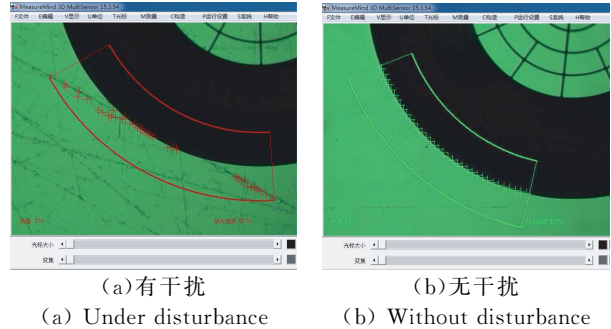 MeasureMind 3D MultiSensor 15.3.54
F文件 E编辑 V显示 U单位 T光标 M测量 C构造 P运行设置 S系统 H帮助
光标大小
变焦
(a)有干扰
(a) Under disturbance
MeasureMind 3D MultiSensor 15.3.54
F文件 E编辑 V显示 U单位 T光标 M测量 C构造 P运行设置 S系统 H帮助
光标大小
变焦
(b)无干扰
(b) Without disturbance